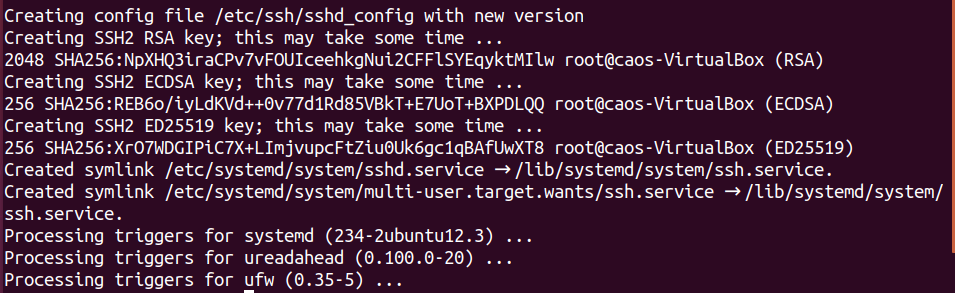 Creating config file /etc/ssh/sshd_config with new version
Creating SSH2 RSA key; this may take some time ...
2048 SHA256:NpXHQ3iraCPv7vFOUIceehkgNui2CFFlSYEqyktMIlw root@caos-VirtualBox (RSA)
Creating SSH2 ECDSA key; this may take some time ...
256 SHA256:REB6o/iyLdKVd++0v77d1Rd85VBkT+E7UoT+BXPDLQQ root@caos-VirtualBox (ECDSA)
Creating SSH2 ED25519 key; this may take some time ...
256 SHA256:XrO7WDGIPiC7X+LImjvupcFtZiu0Uk6gc1qBAfUwXT8 root@caos-VirtualBox (ED25519)
Created symlink /etc/systemd/system/sshd.service →/lib/systemd/system/ssh.service.
Created symlink /etc/systemd/system/multi-user.target.wants/ssh.service →/lib/systemd/system/
ssh.service.
Processing triggers for systemd (234-2ubuntu12.3) ...
Processing triggers for ureadahead (0.100.0-20) ...
Processing triggers for ufw (0.35-5) ...